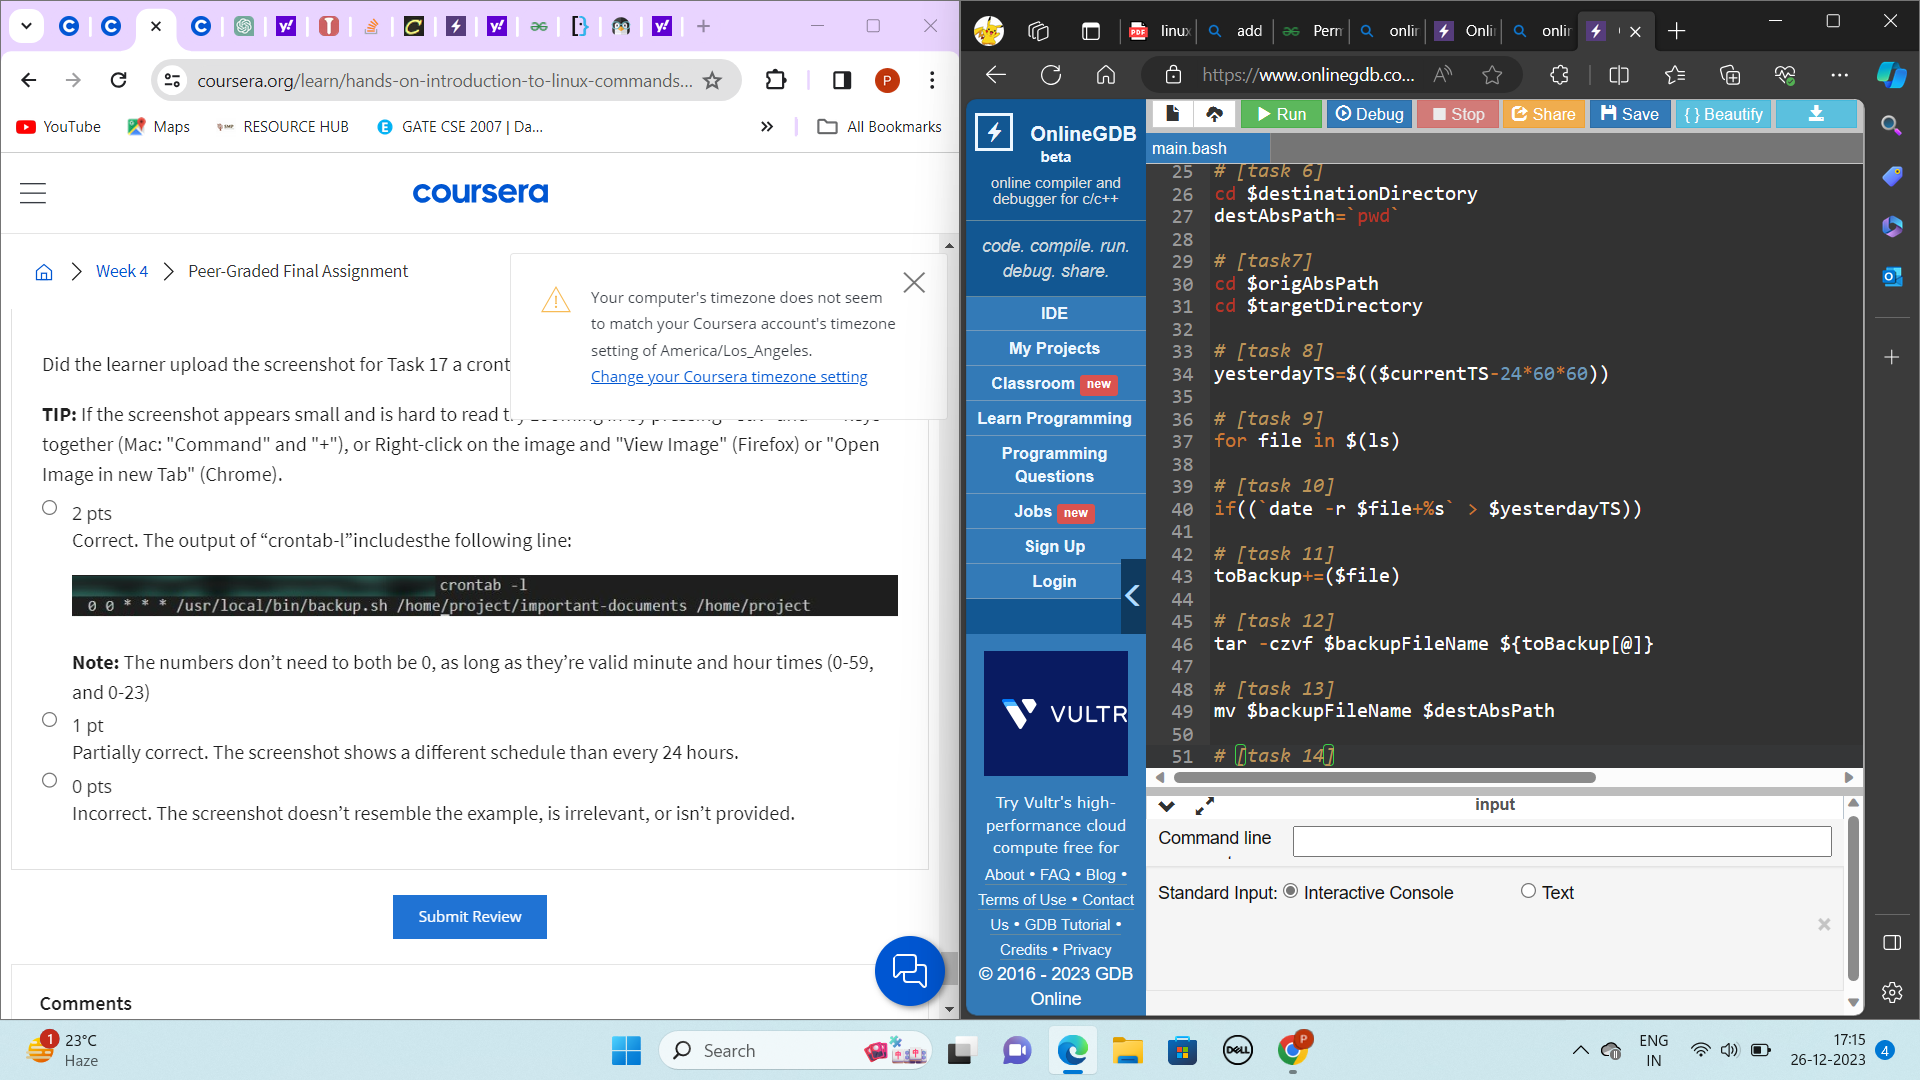 coursera.org/learn/hands-on-introduction-to-linux-commands...
P
YouTube
Maps
RESOURCE HUB
GATE CSE 2007 | Da...
»
All Bookmarks
coursera
Week 4
Peer-Graded Final Assignment
Your computer's timezone does not seem
to match your Coursera account's timezone
setting of America/Los_Angeles.
Change your Coursera timezone setting
Did the learner upload the screenshot for Task 17 a cront
TIP: If the screenshot appears small and is hard to read
together (Mac: "Command" and "+"), or Right-click on the image and "View Image" (Firefox) or "Open
Image in new Tab" (Chrome).
2 pts
Correct. The output of “crontab-l”includesthe following line:
crontab -l
0 0 * * * /usr/local/bin/backup.sh /home/project/important-documents /home/project
Note: The numbers don’t need to both be 0, as long as they’re valid minute and hour times (0-59,
and 0-23)
1 pt
Partially correct. The screenshot shows a different schedule than every 24 hours.
0 pts
Incorrect. The screenshot doesn’t resemble the example, is irrelevant, or isn’t provided.
Submit Review
Comments
linux
add
Perm
onlin
Onli
onlin
https://www.onlinegdb.co...
OnlineGDB
beta
online compiler and
debugger for c/c++
code. compile. run.
debug. share.
IDE
My Projects
Classroom new
Learn Programming
Programming
Questions
Jobs new
Sign Up
Login
VULTR
Try Vultr's high-
performance cloud
compute free for
About • FAQ • Blog •
Terms of Use • Contact
Us • GDB Tutorial •
Credits • Privacy
© 2016 - 2023 GDB
Online
Run
Debug
Stop
Share
Save
{ } Beautify
main.bash
25 # [task 6]
26 cd $destinationDirectory
27 destAbsPath=`pwd`
28
29 # [task7]
30 cd $origAbsPath
31 cd $targetDirectory
32
33 # [task 8]
34 yesterdayTS=$(($currentTS-24*60*60))
35
36 # [task 9]
37 for file in $(ls)
38
39 # [task 10]
40 if((`date -r $file+%s` > $yesterdayTS))
41
42 # [task 11]
43 toBackup+=($file)
44
45 # [task 12]
46 tar -czvf $backupFileName ${toBackup[@]}
47
48 # [task 13]
49 mv $backupFileName $destAbsPath
50
51 # [task 14]
input
Command line
Standard Input: Interactive Console Text
1
23°C
Haze
Search
DELL
P
ENG
IN
17:15
26-12-2023
4